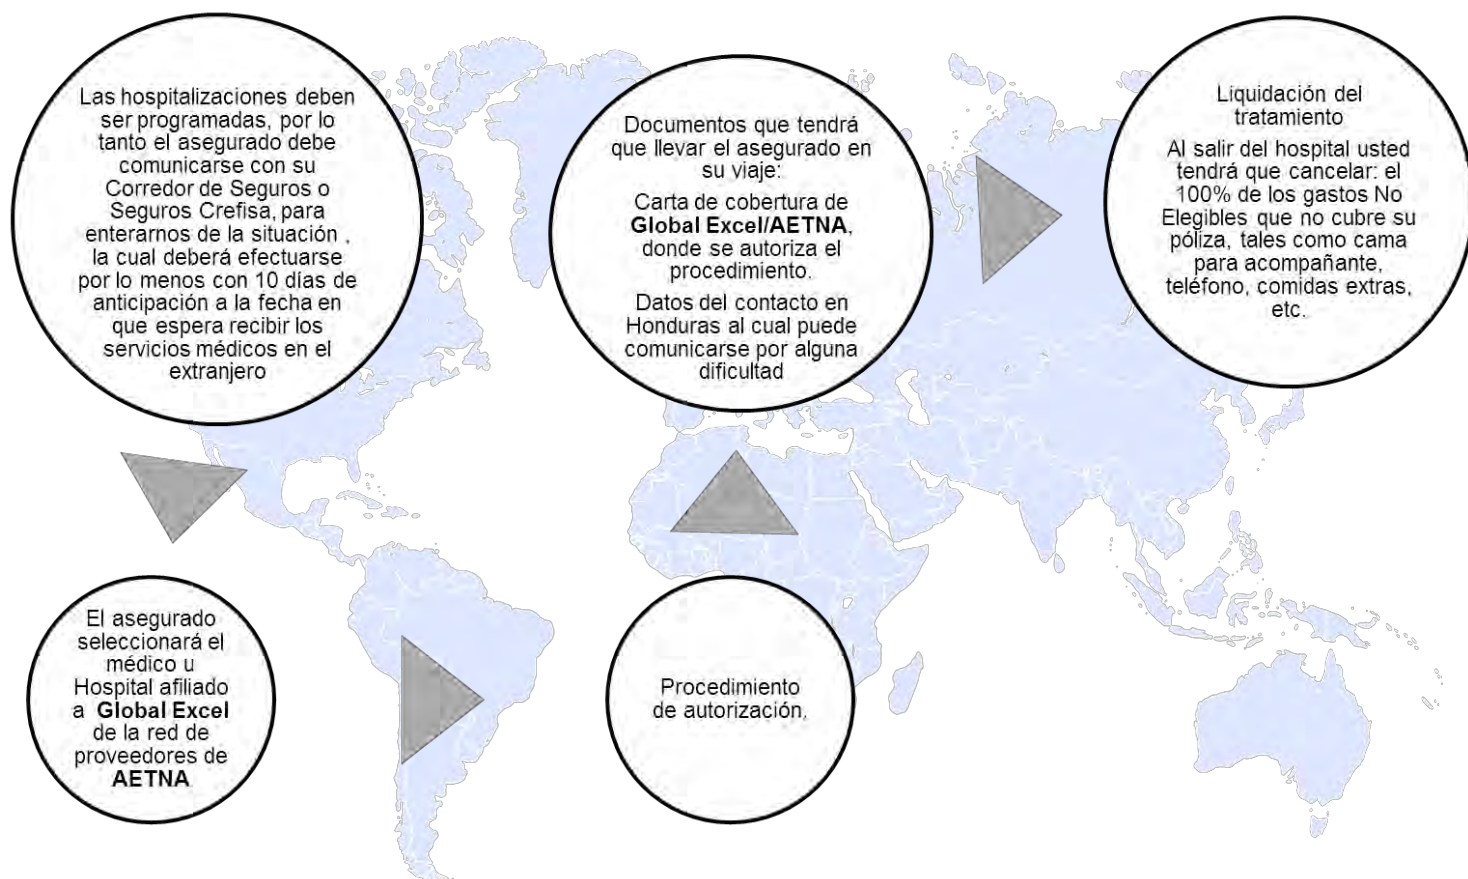 Las hospitalizaciones deben
ser programadas, por lo
tanto el asegurado debe
comunicarse con su
Corredor de Seguros o
Seguros Crefisa, para
enterarnos de la situación ,
la cual deberá efectuarse
por lo menos con 10 días de
anticipación a la fecha en
que espera recibir los
servicios médicos en el
extranjero
El asegurado
seleccionará el
médico u
Hospital afiliado
a Global Excel
de la red de
proveedores de
AETNA.
Procedimiento
de autorización.
Documentos que tendrá
que llevar el asegurado en
su viaje:
Carta de cobertura de
Global Excel/AETNA,
donde se autoriza el
procedimiento.
Datos del contacto en
Honduras al cual puede
comunicarse por alguna
dificultad
Liquidación del
tratamiento
Al salir del hospital usted
tendrá que cancelar: el
100% de los gastos No
Elegibles que no cubre su
póliza, tales como cama
para acompañante,
teléfono, comidas extras,
etc.